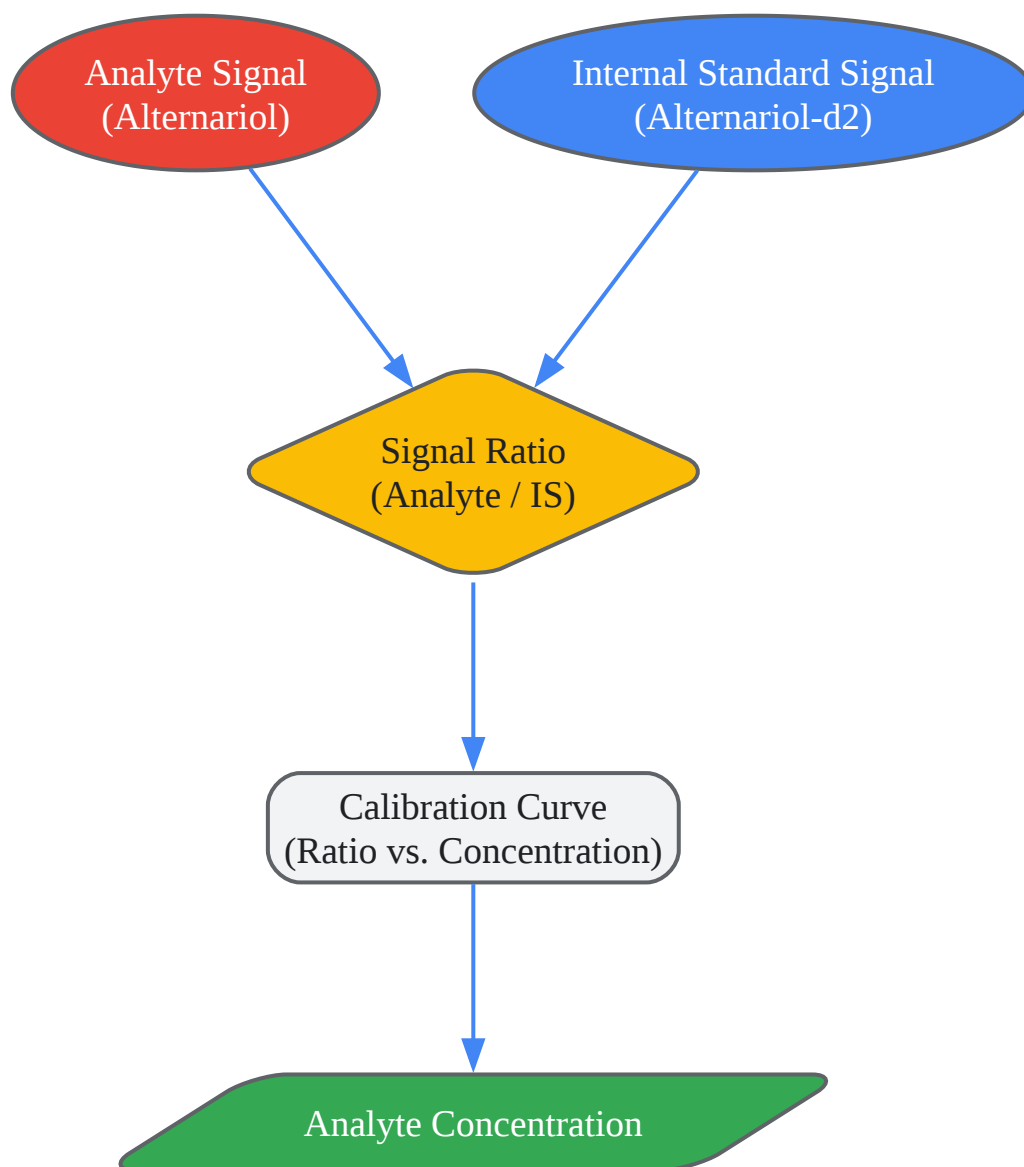 Analyte Signal
(Alternariol)
Internal Standard Signal
(Alternariol-d2)
Signal Ratio
(Analyte / IS)
Calibration Curve
(Ratio vs. Concentration)
Analyte Concentration